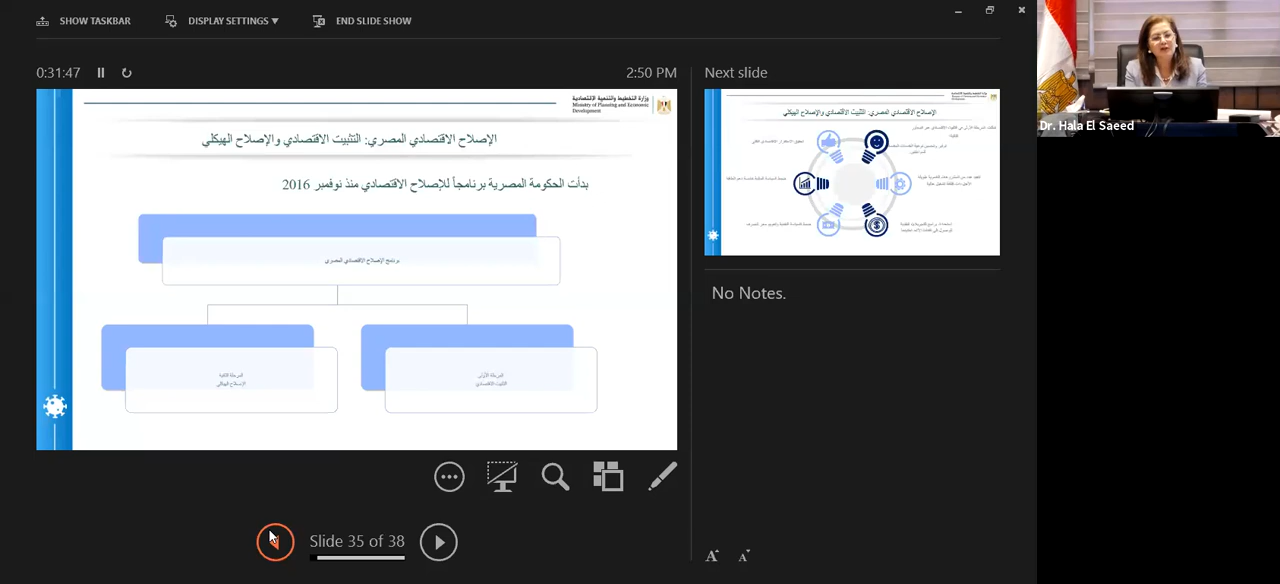 SHOW TASKBAR
DISPLAY SETTINGS ▼
END SLIDE SHOW
0:31:47
2:50 PM
Next slide
وزارة التخطيط والتنمية الاقتصادية
Ministry of Planning and Economic
Development
الإصلاح الاقتصادي المصري: التثبيت الاقتصادي والإصلاح الهيكلي
بدأت الحكومة المصرية برنامجاً للإصلاح الاقتصادي منذ نوفمبر 2016
برنامج الإصلاح الاقتصادي المصري
المرحلة الأولى
التثبيت الاقتصادي
المرحلة الثانية
الإصلاح الهيكلي
الإصلاح الاقتصادي المصري: التثبيت الاقتصادي والإصلاح الهيكلي
No Notes.
Slide 35 of 38
A A
Dr. Hala El Saeed